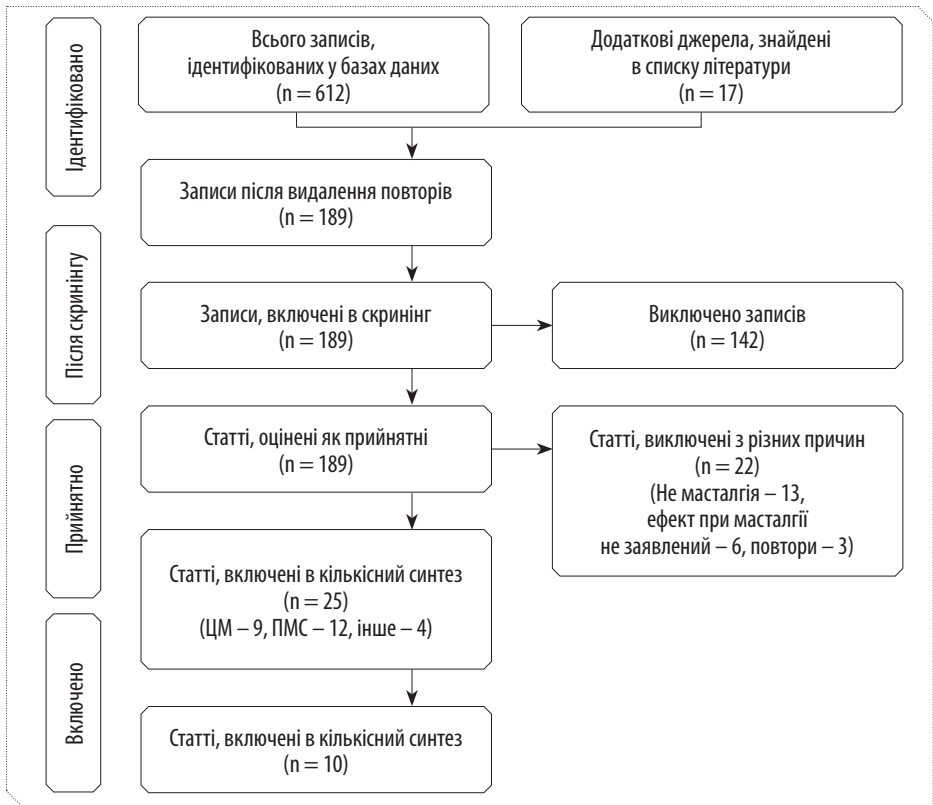 Ідентифіковано
Всього записів,
ідентифікованих у базах даних
(n = 612)
Додаткові джерела, знайдені
в списку літератури
(n = 17)
Записи після видалення повторів
(n = 189)
Після скринінгу
Записи, включені в скринінг
(n = 189)
Виключено записів
(n = 142)
Прийнятно
Статті, оцінені як прийнятні
(n = 189)
Статті, виключені з різних причин
(n = 22)
(Не масталгія – 13,
ефект при масталгії
не заявлений – 6, повтори – 3)
Статті, включені в кількісний синтез
(n = 25)
(ЦМ – 9, ПМС – 12, інше – 4)
Включено
Статті, включені в кількісний синтез
(n = 10)